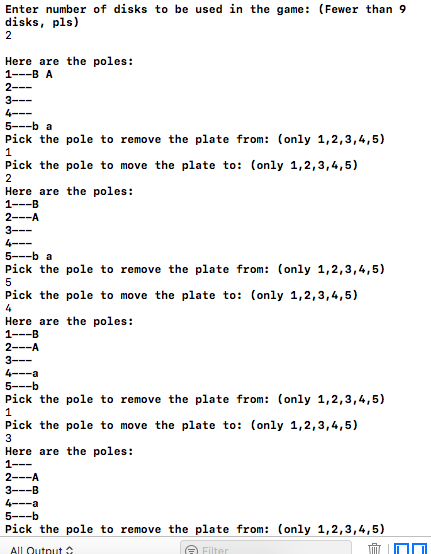 Enter number of disks to be used in the game: (Fewer than 9
disks, pls)
2
Here are the poles:
1---B A
2---
3---
4---
5---b a
Pick the pole to remove the plate from: (only 1,2,3,4,5)
1
Pick the pole to move the plate to: (only 1,2,3,4,5)
2
Here are the poles:
1---B
2---A
3---
4---
5---b a
Pick the pole to remove the plate from: (only 1,2,3,4,5)
5
Pick the pole to move the plate to: (only 1,2,3,4,5)
4
Here are the poles:
1---B
2---A
3---
4---a
5---b
Pick the pole to remove the plate from: (only 1,2,3,4,5)
1
Pick the pole to move the plate to: (only 1,2,3,4,5)
3
Here are the poles:
1---
2---A
3---B
4---a
5---b
Pick the pole to remove the plate from: (only 1,2,3,4,5)
All Output Filter